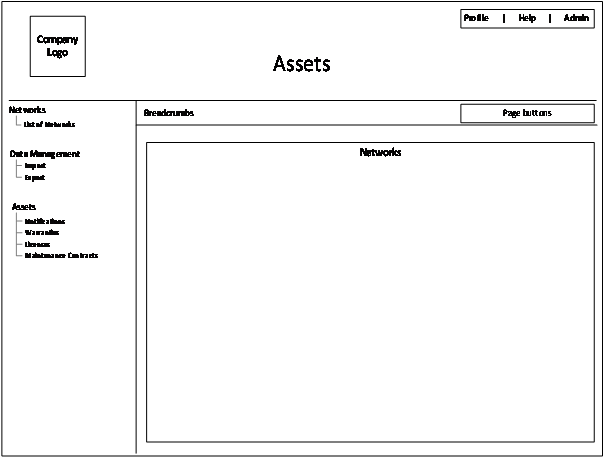 Company
Logo
Profile | Help | Admin
Assets
Networks
List of Networks
Data Management
Import
Export
Assets
Notifications
Warranties
Licenses
Maintenance Contracts
Breadcrumbs
Page buttons
Networks